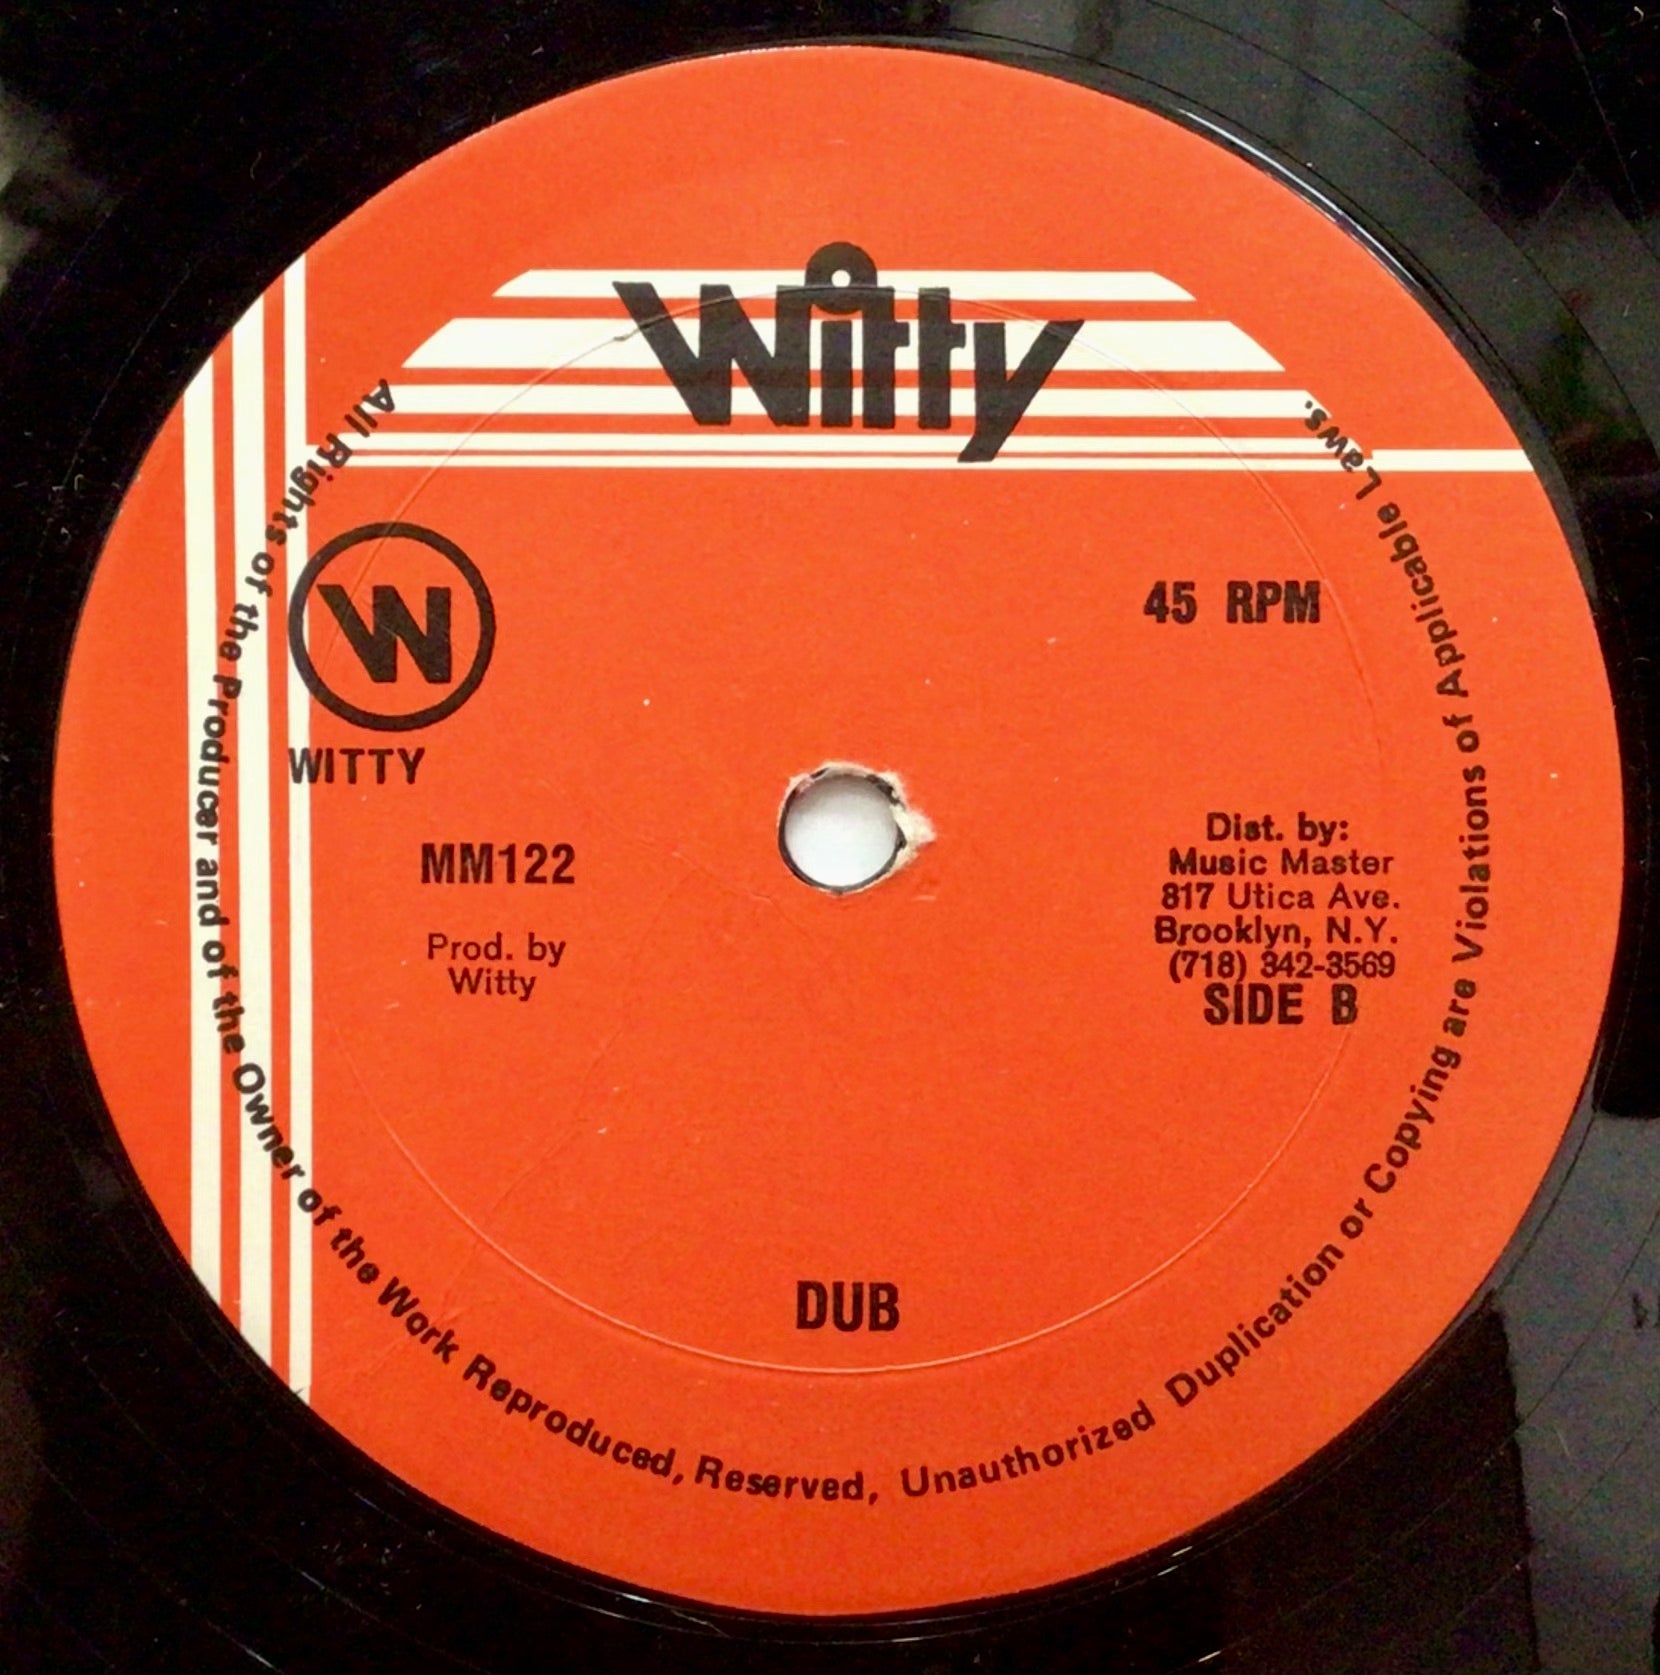 Witty
W
WITTY
45 RPM
MM122
Prod. by
Witty
Dist. by:
Music Master
817 Utica Ave.
Brooklyn, N.Y.
(718) 342-3569
SIDE B
DUB
All Rights of the Producer and of the Owner of the Work Reproduced, Reserved, Unauthorized Duplication or Copying are Violations of Applicable Laws.